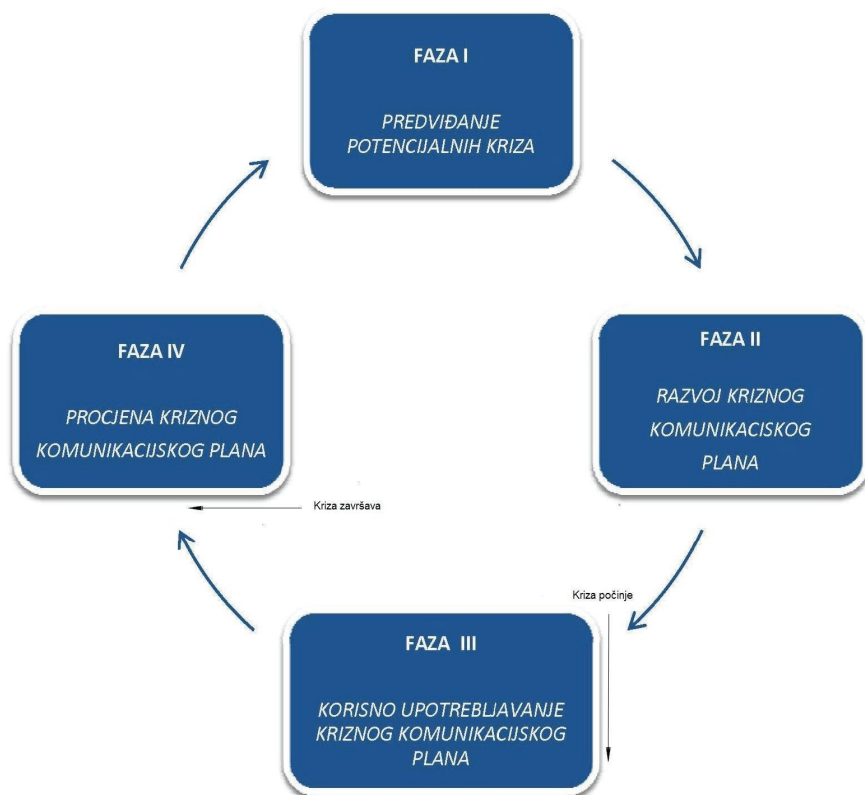 FAZA I
PREDVIĐANJE
POTENCIJALNIH KRIZA
FAZA II
RAZVOJ KRIZNOG
KOMUNIKACISKOG
PLANA
Kriza počinje
FAZA III
KORISNO UPOTREBLJAVANJE
KRIZNOG KOMUNIKACIJSKOG
PLANA
Kriza završava
FAZA IV
PROCJENA KRIZNOG
KOMUNIKACIJSKOG PLANA